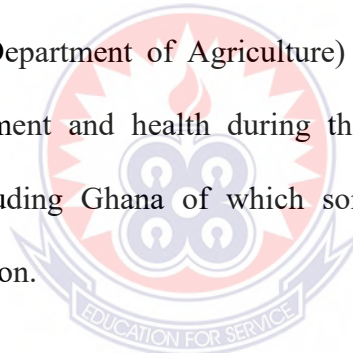 Department of Agriculture)
ment and health during th
uding Ghana of which so
on.
EDUCATION FOR SERVICE